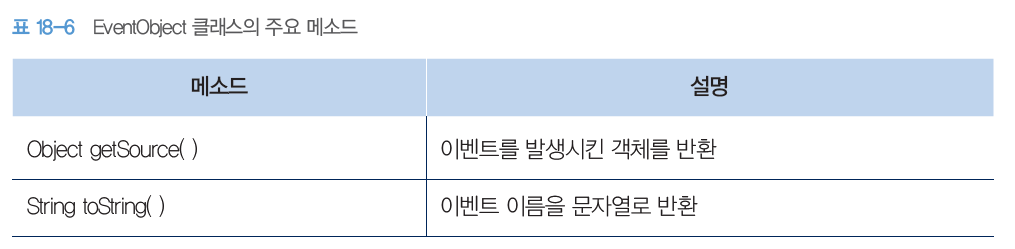 표 18-6 EventObject 클래스의 주요 메소드
메소드 설명
Object getSource( ) 이벤트를 발생시킨 객체를 반환
String toString( ) 이벤트 이름을 문자열로 반환